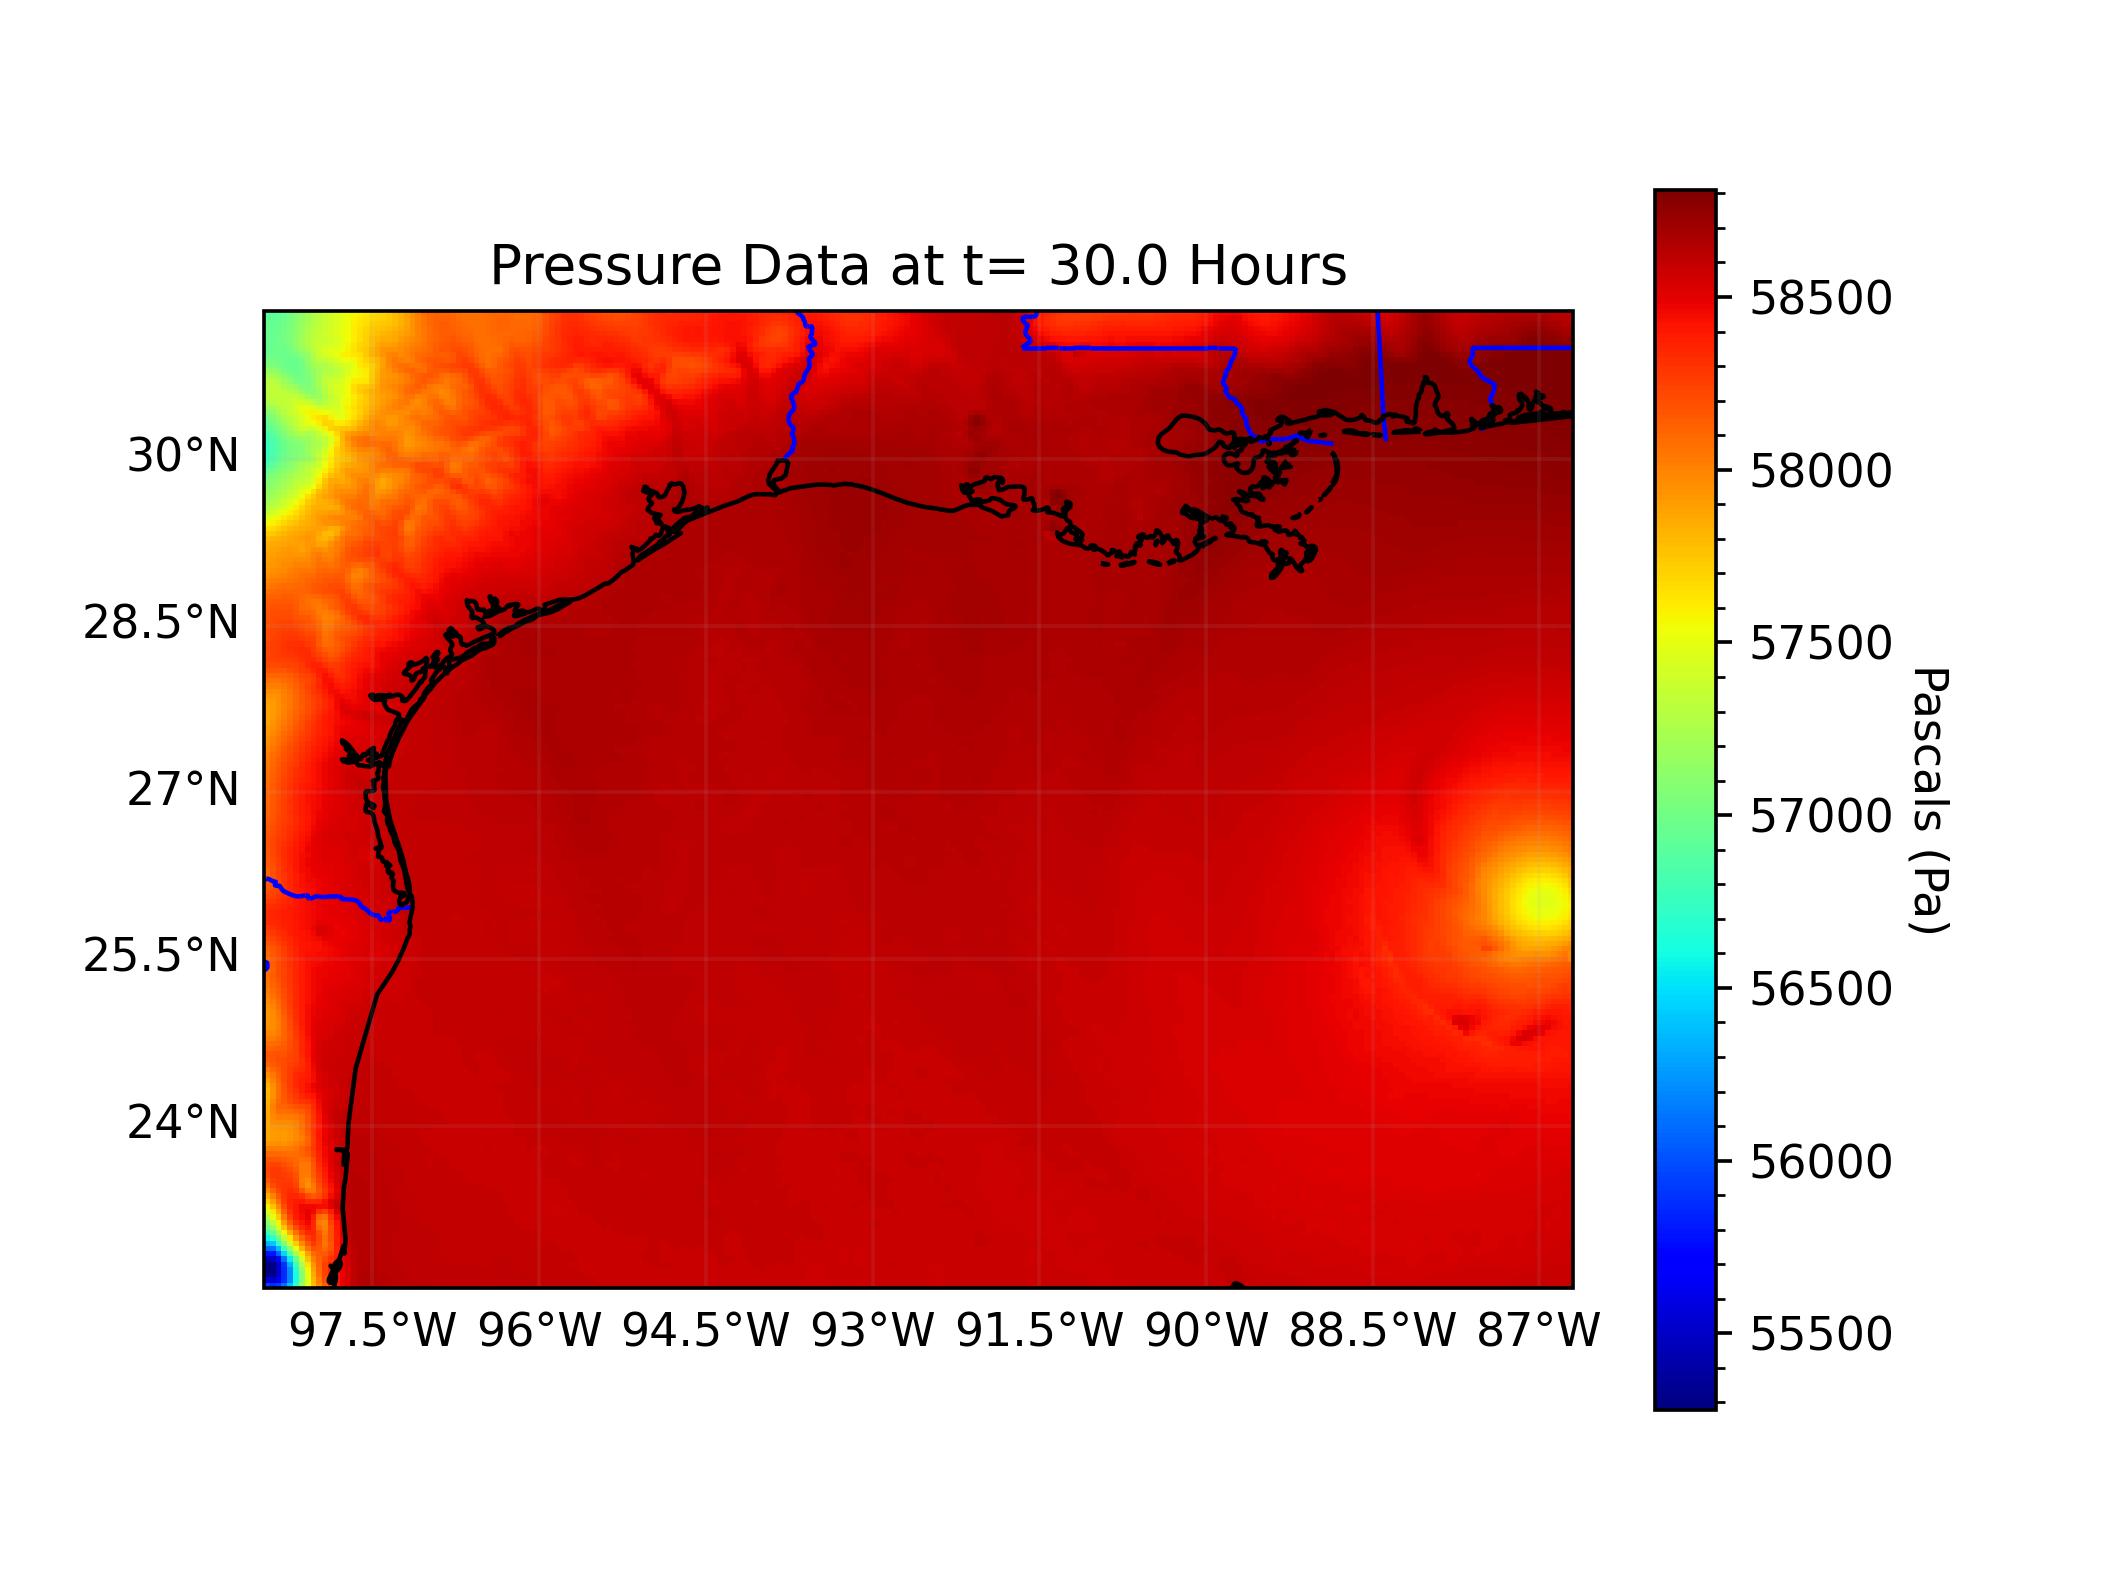 Pressure Data at t= 30.0 Hours
30°N
28.5°N
27°N
25.5°N
24°N
97.5°W 96°W 94.5°W 93°W 91.5°W 90°W 88.5°W 87°W
58500
58000
57500
57000
56500
56000
55500
Pascals (Pa)